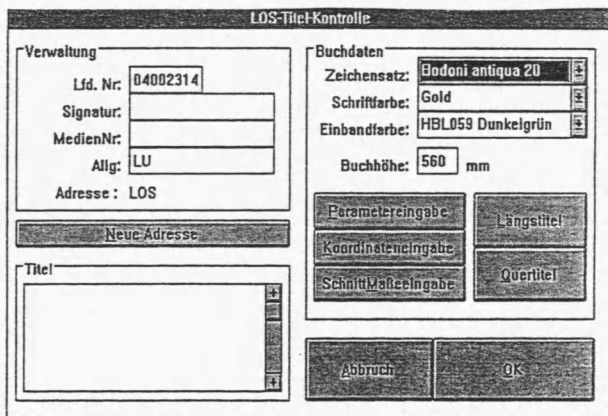 LOS-Titel-Kontrolle
Verwaltung
Lfd. Nr: 04002314
Signatur:
MedienNr:
Allg: LU
Adresse : LOS
Neue Adresse
Titel
Buchdaten
Zeichensatz: Bodoni antiqua 20
Schriftfarbe: Gold
Einbandfarbe: HBL059 Dunkelgrün
Buchhöhe: 560 mm
Parametereingabe
Koordinateneingabe
SchnittMaßeeingabe
Längstitel
Quertitel
Abbruch
OK